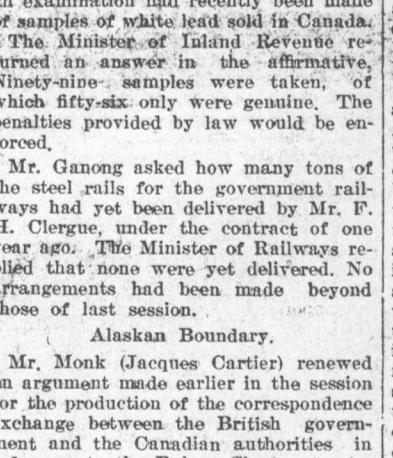 an examination had recently been made
of samples of white lead sold in Canada.
The Minister of Inland Revenue re-
urned an answer in the affirmative,
Ninety-nine samples were taken, of
which fifty-six only were genuine. The
penalties provided by law would be en-
orced.
Mr. Ganong asked how many tons of
he steel rails for the government rail-
ways had yet been delivered by Mr. F.
H. Clergue, under the contract of one
year ago. The Minister of Railways re-
plied that none were yet delivered. No
arrangements had been made beyond
hose of last session.
Alaskan Boundary.
Mr. Monk (Jacques Cartier) renewed
an argument made earlier in the session
or the production of the correspondence
exchange between the British govern-
ment and the Canadian authorities in